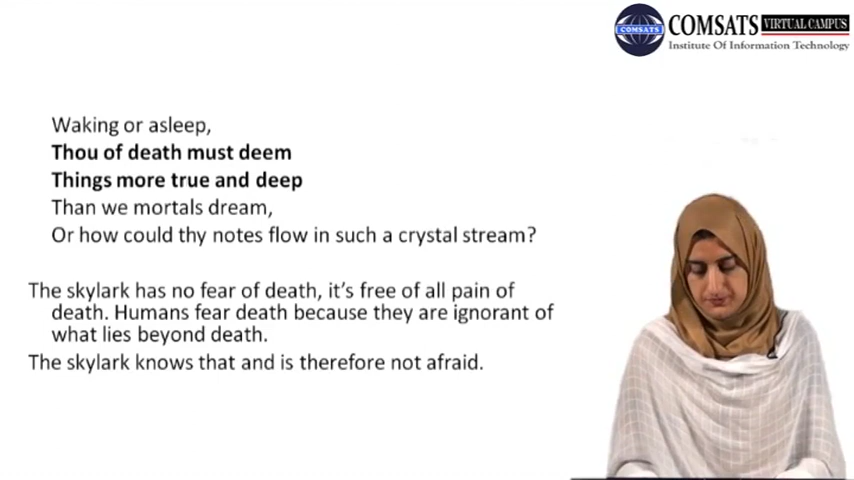 COMSATS
COMSATS VIRTUAL CAMPUS
Institute Of Information Technology
Waking or asleep,
Thou of death must deem
Things more true and deep
Than we mortals dream,
Or how could thy notes flow in such a crystal stream?
The skylark has no fear of death, it's free of all pain of
death. Humans fear death because they are ignorant of
what lies beyond death.
The skylark knows that and is therefore not afraid.